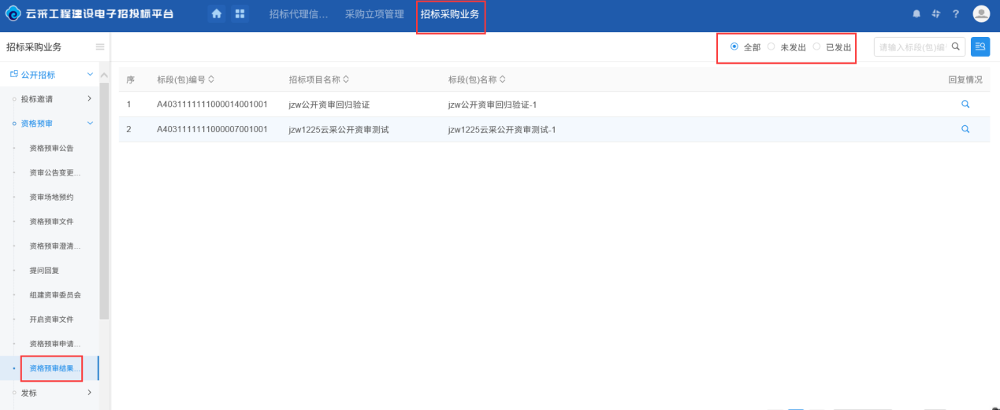 云采工程建设电子招投标平台 招标代理信... 采购立项管理 招标采购业务 ?
招标采购业务 全部 未发出 已发出 请输入标段(包)编
公开招标
投标邀请
资格预审
资格预审公告
资审公告变更...
资审场地预约
资格预审文件
资格预审澄清...
提问回复
组建资审委员会
开启资审文件
资格预审申请...
资格预审结果...
发标
序 标段(包)编号 招标项目名称 标段(包)名称 回复情况
1 A4031111111000014001001 jzw公开资审回归验证 jzw公开资审回归验证-1
2 A4031111111000007001001 jzw1225云采公开资审测试 jzw1225云采公开资审测试-1